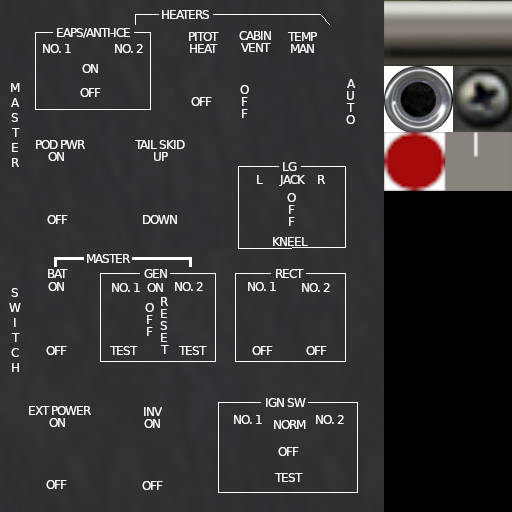 HEATERS
EAPS/ANTI-ICE
NO. 1 NO. 2
ON
OFF
PITOT
HEAT
OFF
CABIN
VENT
OFF
TEMP
MAN
AUTO
MASTER
POD PWR
ON
OFF
TAIL SKID
UP
DOWN
LG
L JACK R
OFF
KNEEL
SWITCH
MASTER
BAT
ON
OFF
GEN
NO. 1 ON NO. 2
OFF
RESET
TEST TEST
RECT
NO. 1 NO. 2
OFF OFF
EXT POWER
ON
OFF
INV
ON
OFF
IGN SW
NO. 1 NORM NO. 2
OFF
TEST